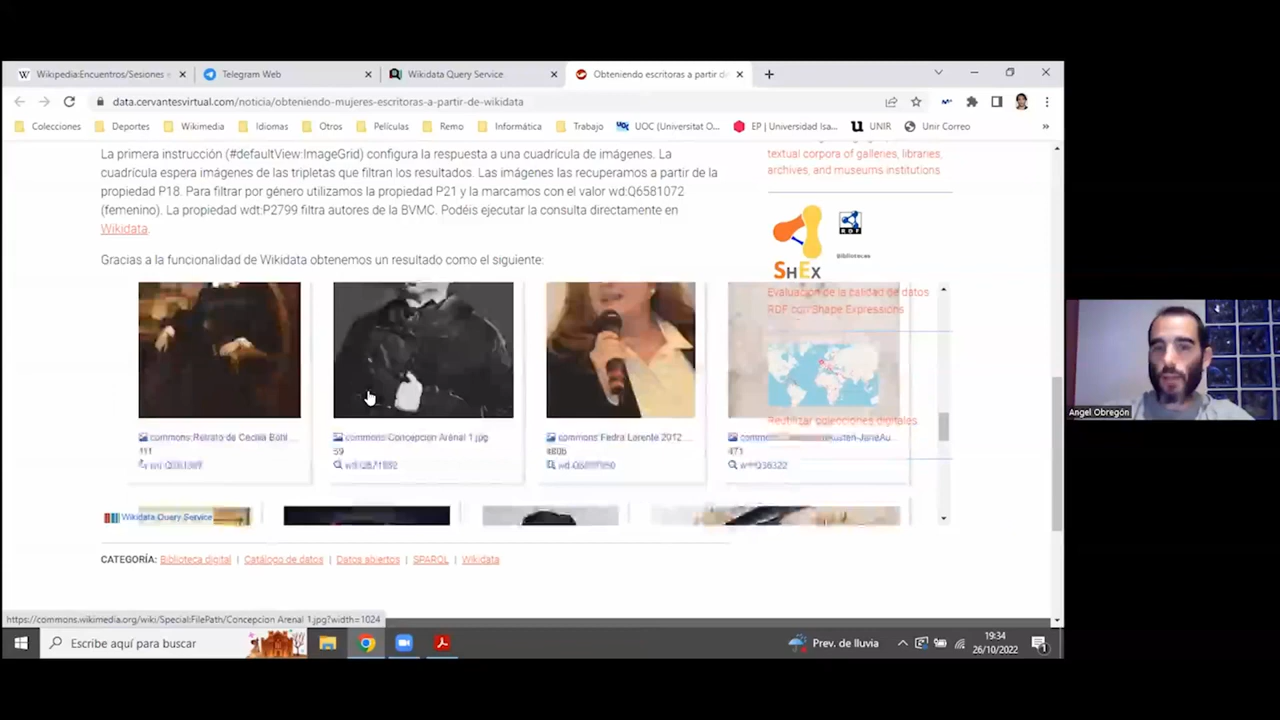 Wikipedia:Encuentros/Sesiones
Telegram Web
Wikidata Query Service
Obteniendo escritoras a partir de
data.cervantesvirtual.com/noticia/obteniendo-mujeres-escritoras-a-partir-de-wikidata
Colecciones
Deportes
Wikimedia
Idiomas
Otros
Películas
Remo
Informática
Trabajo
UOC (Universitat O...
EP | Universidad Isa...
UNIR
Unir Correo
»
La primera instrucción (#defaultView:ImageGrid) configura la respuesta a una cuadrícula de imágenes. La
cuadrícula espera imágenes de las tripletas que filtran los resultados. Las imágenes las recuperamos a partir de la
propiedad P18. Para filtrar por género utilizamos la propiedad P21 y la marcamos con el valor wd:Q6581072
(femenino). La propiedad wdt:P2799 filtra autores de la BVMC. Podéis ejecutar la consulta directamente en
Wikidata.
Gracias a la funcionalidad de Wikidata obtenemos un resultado como el siguiente:
textual corpora of galleries, libraries,
archives, and museums institutions
RDF
Bibliotecas
ShEx
Evaluación de la calidad de datos
RDF con Shape Expressions
Reutilizar colecciones digitales
commons:Retrato de Cecilia Böhl ...
commons:Concepcion Arenal 1.jpg
59
commons:Fedra Lorente 2012 ...
commons:
471
wd:Q36322
Wikidata Query Service
CATEGORÍA: Biblioteca digital | Catálogo de datos | Datos abiertos | SPARQL | Wikidata
https://commons.wikimedia.org/wiki/Special:FilePath/Concepcion Arenal 1.jpg?width=1024
Escribe aquí para buscar
Prev. de lluvia
19:34
26/10/2022
1
Angel Obregón